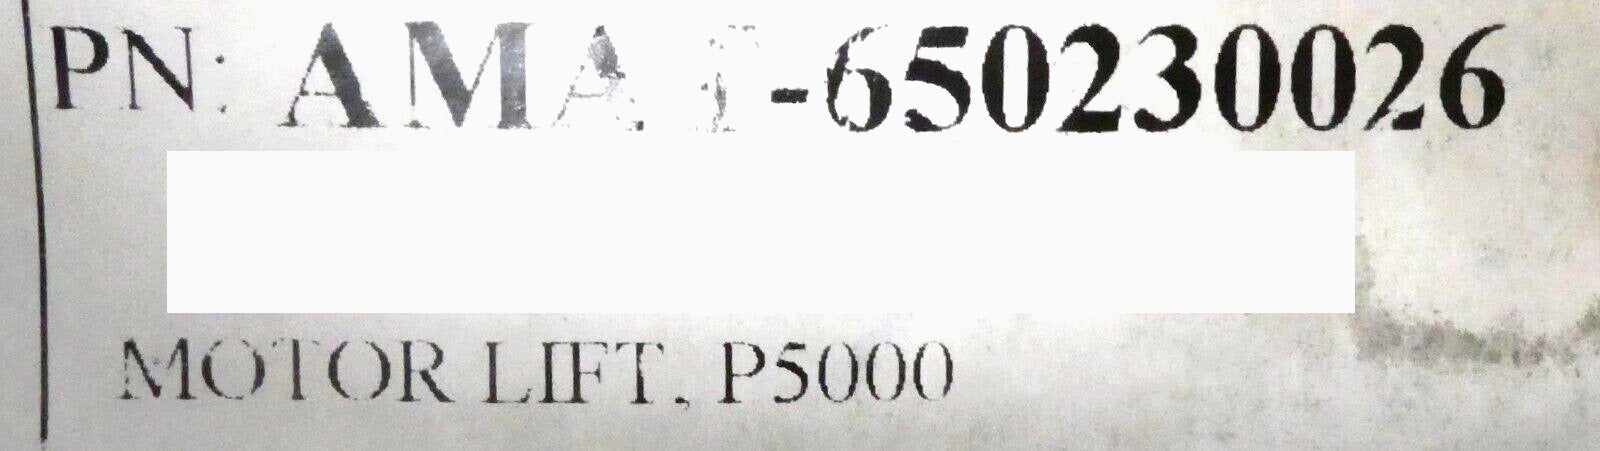 PN: AMAT-650230026
MOTOR LIFT, P5000